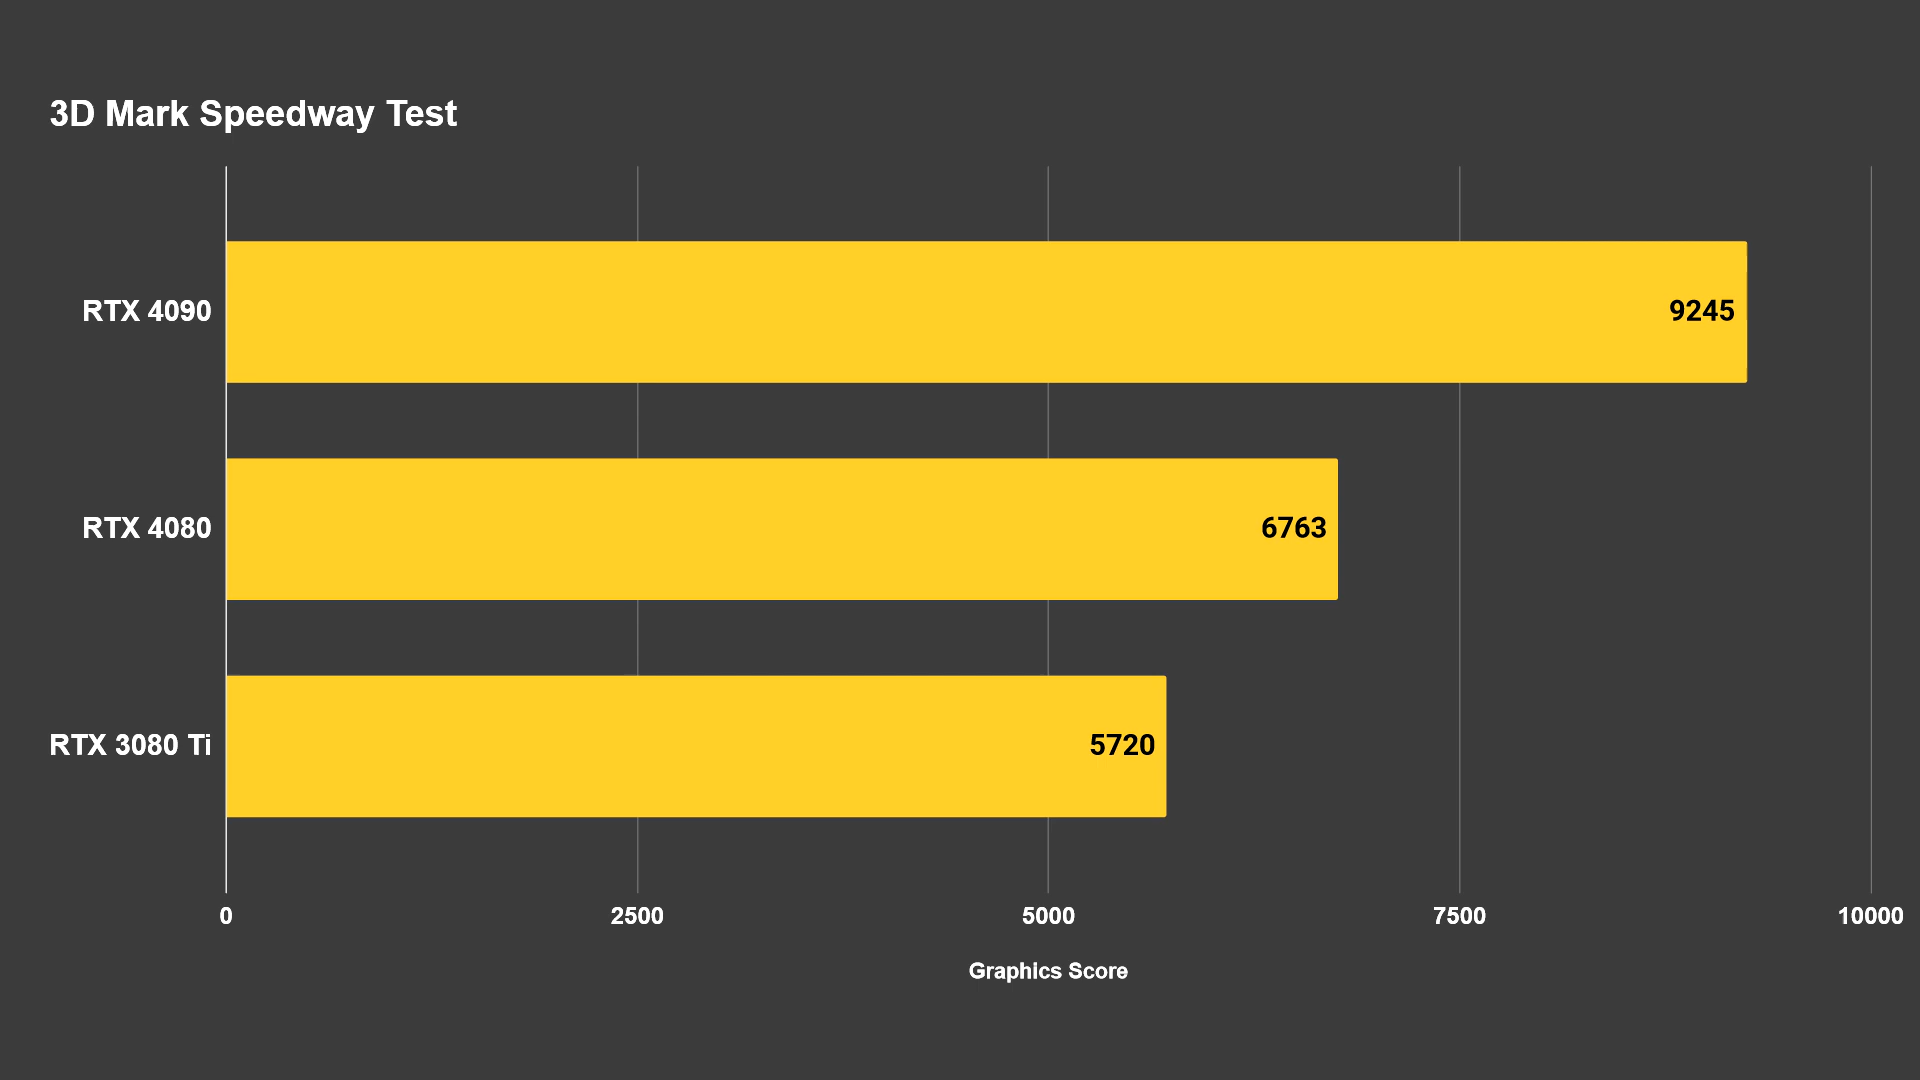 3D Mark Speedway Test
RTX 4090
9245
RTX 4080
6763
RTX 3080 Ti
5720
0 2500 5000 7500 10000
Graphics Score